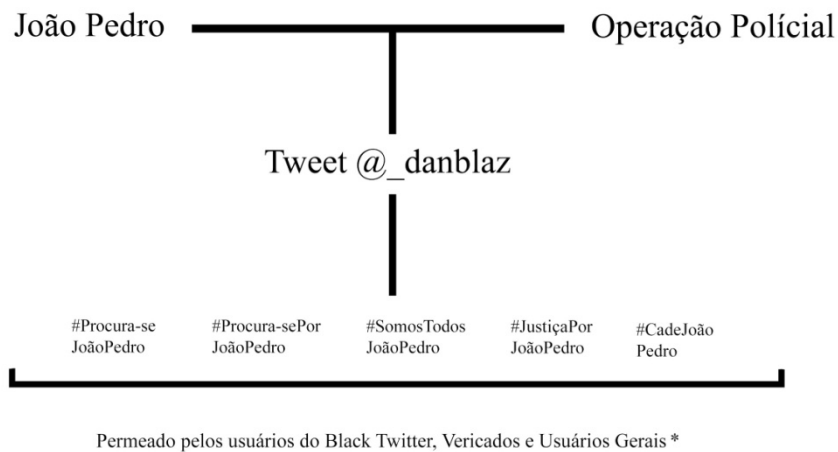 João Pedro Operação Polícial
Tweet @_danblaz
#Procura-se #Procura-sePor #SomosTodos #JustiçaPor #CadeJoão
JoãoPedro JoãoPedro JoãoPedro JoãoPedro Pedro
Permeado pelos usuários do Black Twitter, Vericados e Usuários Gerais *